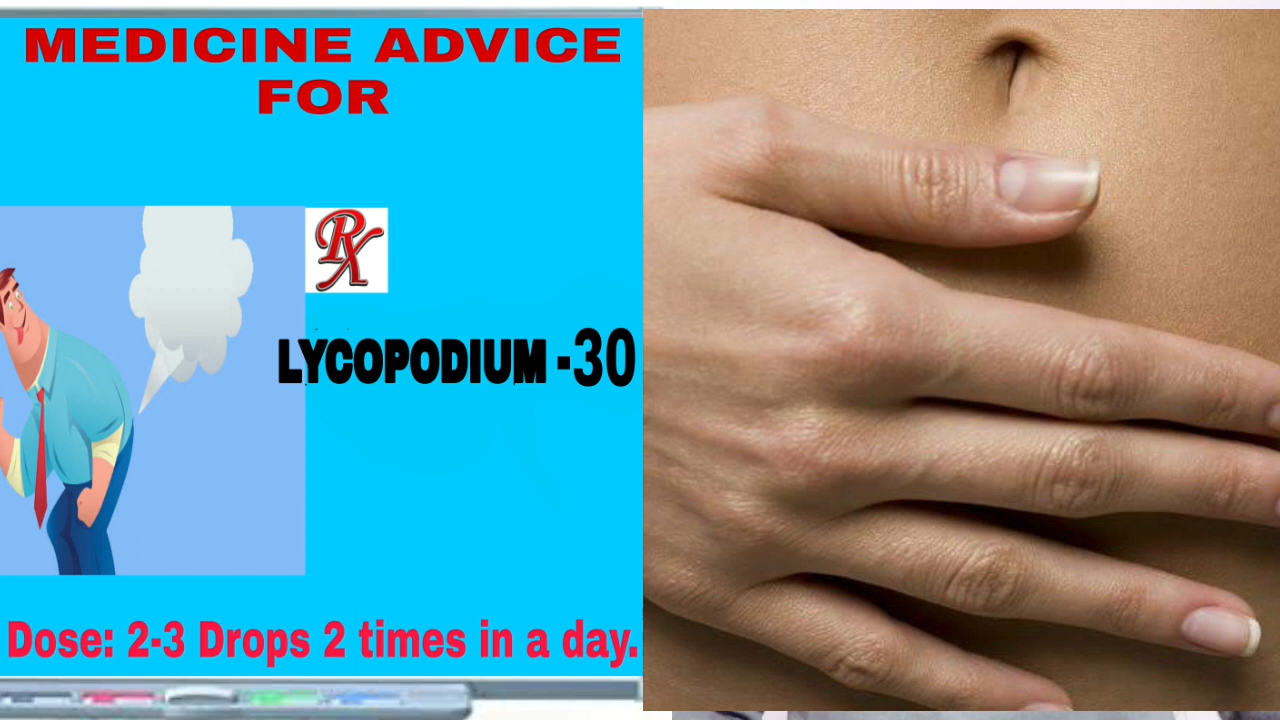 MEDICINE ADVICE
FOR
Rx
LYCOPODIUM -30
Dose: 2-3 Drops 2 times in a day.